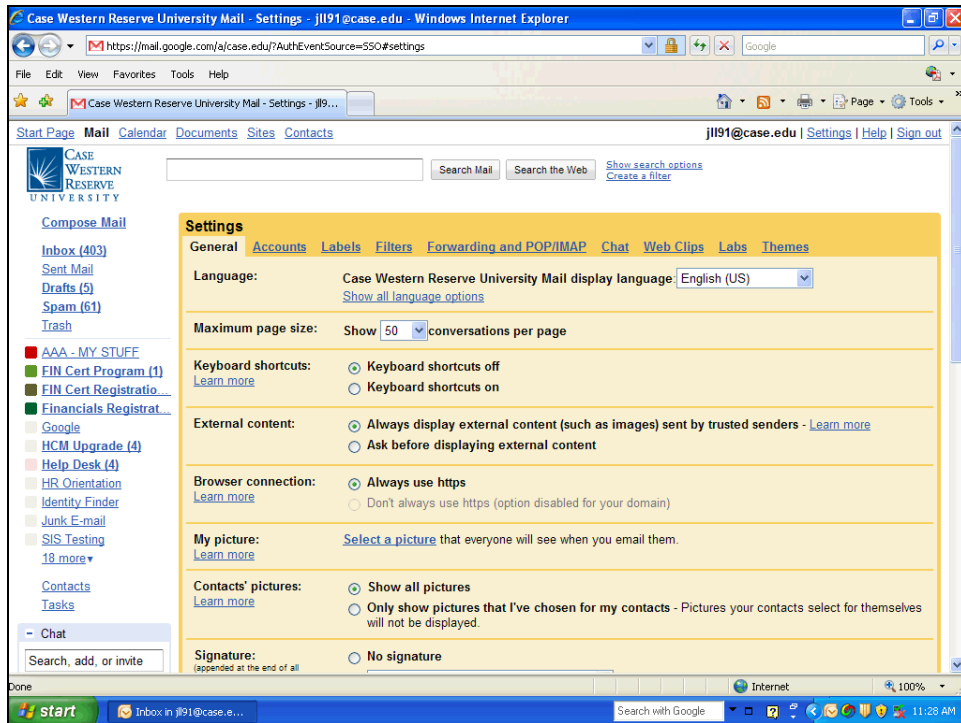 Case Western Reserve University Mail - Settings - jll91@case.edu - Windows Internet Explorer
https://mail.google.com/a/case.edu/?AuthEventSource=SSO#settings
Google
File Edit View Favorites Tools Help
Case Western Reserve University Mail - Settings - jll9...
Page Tools
Start Page Mail Calendar Documents Sites Contacts
jll91@case.edu | Settings | Help | Sign out
CASE
WESTERN
RESERVE
UNIVERSITY
Search Mail Search the Web
Show search options
Create a filter
Compose Mail
Inbox (403)
Sent Mail
Drafts (5)
Spam (61)
Trash
AAA - MY STUFF
FIN Cert Program (1)
FIN Cert Registratio...
Financials Registrat...
Google
HCM Upgrade (4)
Help Desk (4)
HR Orientation
Identity Finder
Junk E-mail
SIS Testing
18 more▾
Contacts
Tasks
− Chat
Search, add, or invite
Settings
General Accounts Labels Filters Forwarding and POP/IMAP Chat Web Clips Labs Themes
Language:
Case Western Reserve University Mail display language: English (US)
Show all language options
Maximum page size:
Show 50 conversations per page
Keyboard shortcuts:
Learn more
Keyboard shortcuts off
Keyboard shortcuts on
External content:
Always display external content (such as images) sent by trusted senders - Learn more
Ask before displaying external content
Browser connection:
Learn more
Always use https
Don't always use https (option disabled for your domain)
My picture:
Learn more
Select a picture that everyone will see when you email them.
Contacts' pictures:
Learn more
Show all pictures
Only show pictures that I've chosen for my contacts - Pictures your contacts select for themselves
will not be displayed.
Signature:
(appended at the end of all
No signature
Done
Internet
100%
start
Inbox in jll91@case.e...
Search with Google
11:28 AM